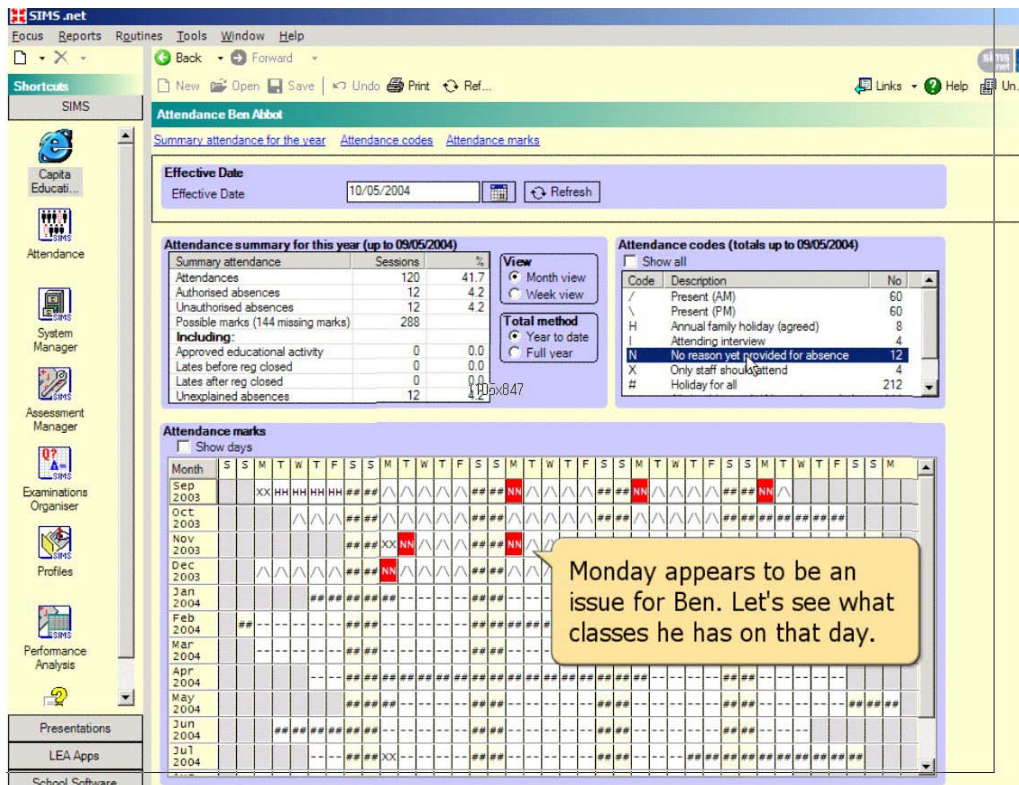 SIMS .net
Focus Reports Routines Tools Window Help
Back Forward
New Open Save Undo Print Ref... Links Help Un.
Shortcuts
SIMS
Capita
Educati...
Attendance
System
Manager
Assessment
Manager
Examinations
Organiser
Profiles
Performance
Analysis
Presentations
LEA Apps
School Software
Attendance Ben Abbot
Summary attendance for the year Attendance codes Attendance marks
Effective Date
Effective Date 10/05/2004 Refresh
Attendance summary for this year (up to 09/05/2004)
Summary attendance Sessions %
Attendances 120 41.7
Authorised absences 12 4.2
Unauthorised absences 12 4.2
Possible marks (144 missing marks) 288
Including:
Approved educational activity 0 0.0
Lates before reg closed 0 0.0
Lates after reg closed 0 0.0
Unexplained absences 12 4.2
1105x847
View
Month view
Week view
Total method
Year to date
Full year
Attendance codes (totals up to 09/05/2004)
Show all
Code Description No
/ Present (AM) 60
\ Present (PM) 60
H Annual family holiday (agreed) 8
I Attending interview 4
N No reason yet provided for absence 12
X Only staff should attend 4
# Holiday for all 212
Attendance marks
Show days
Month S S M T W T F S S M T W T F S S M T W T F S S M T W T F S S M T W T F S S M
Sep
2003
Oct
2003
Nov
2003
Dec
2003
Jan
2004
Feb
2004
Mar
2004
Apr
2004
May
2004
Jun
2004
Jul
2004
Monday appears to be an
issue for Ben. Let's see what
classes he has on that day.